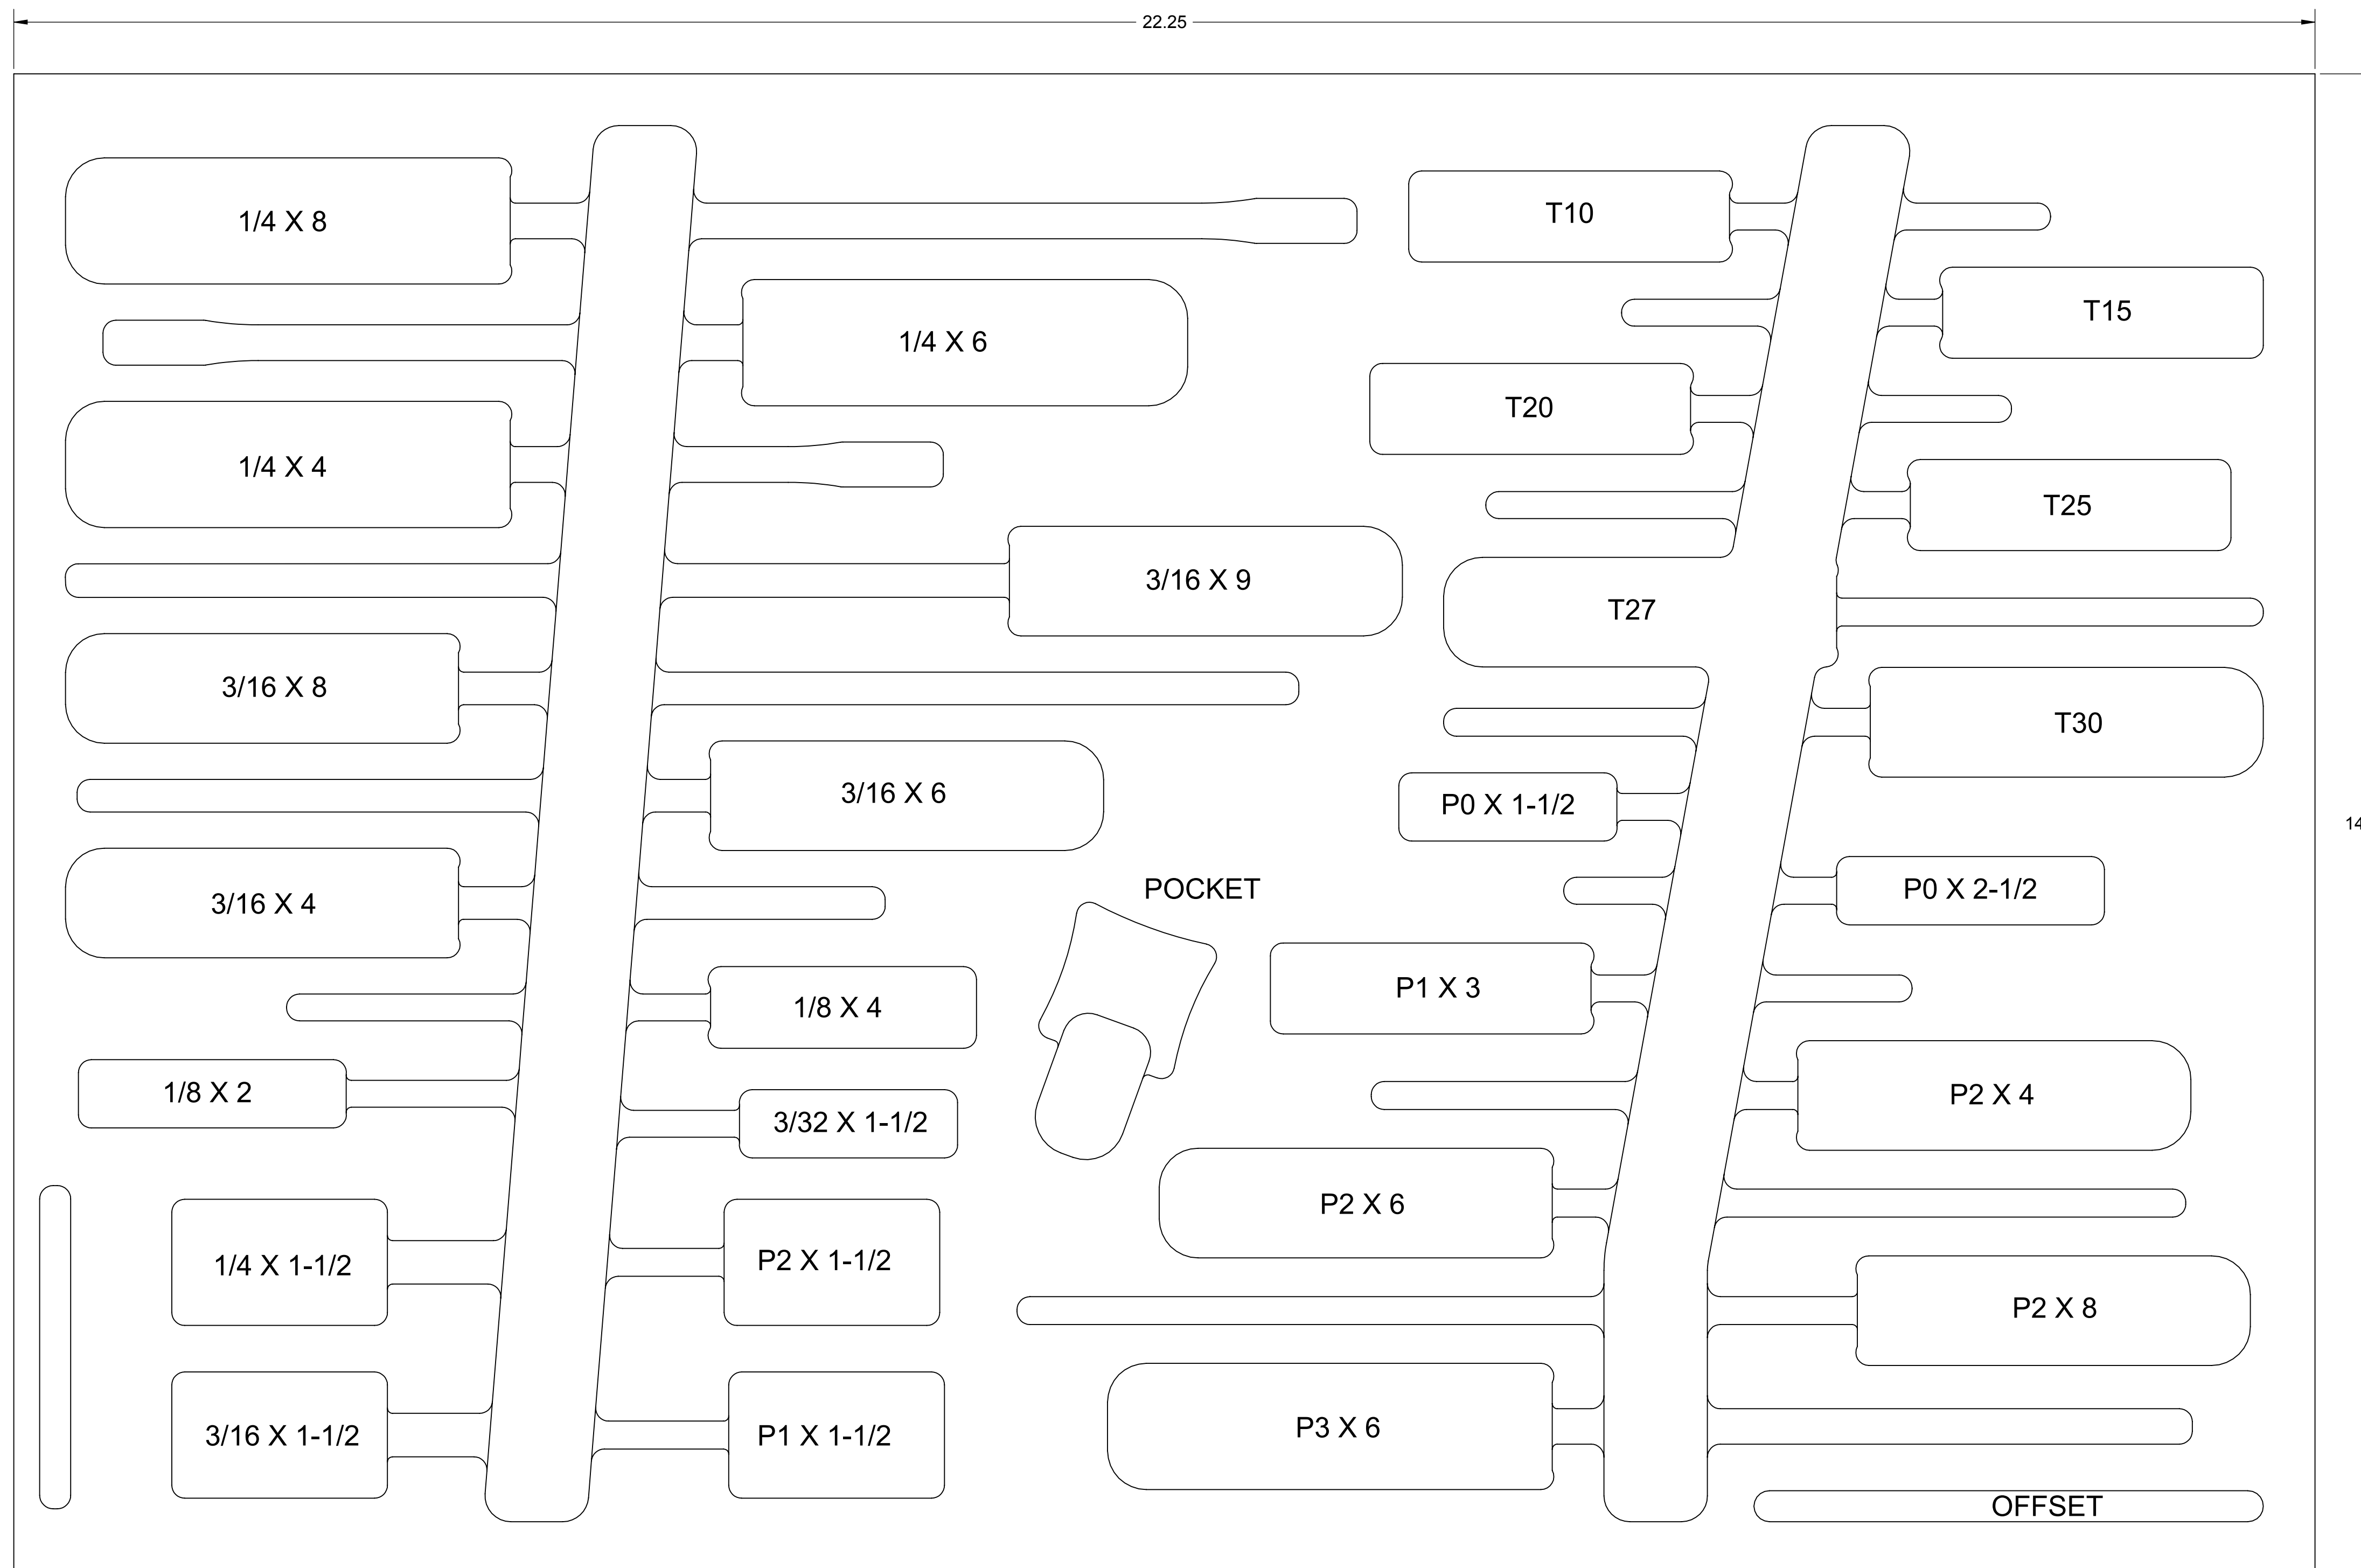 22.25
1/4 X 8
T10
T15
1/4 X 6
T20
1/4 X 4
T25
3/16 X 9
T27
3/16 X 8
T30
3/16 X 6
P0 X 1-1/2
14
POCKET
P0 X 2-1/2
3/16 X 4
P1 X 3
1/8 X 4
1/8 X 2
P2 X 4
3/32 X 1-1/2
P2 X 6
1/4 X 1-1/2
P2 X 1-1/2
P2 X 8
3/16 X 1-1/2
P1 X 1-1/2
P3 X 6
OFFSET